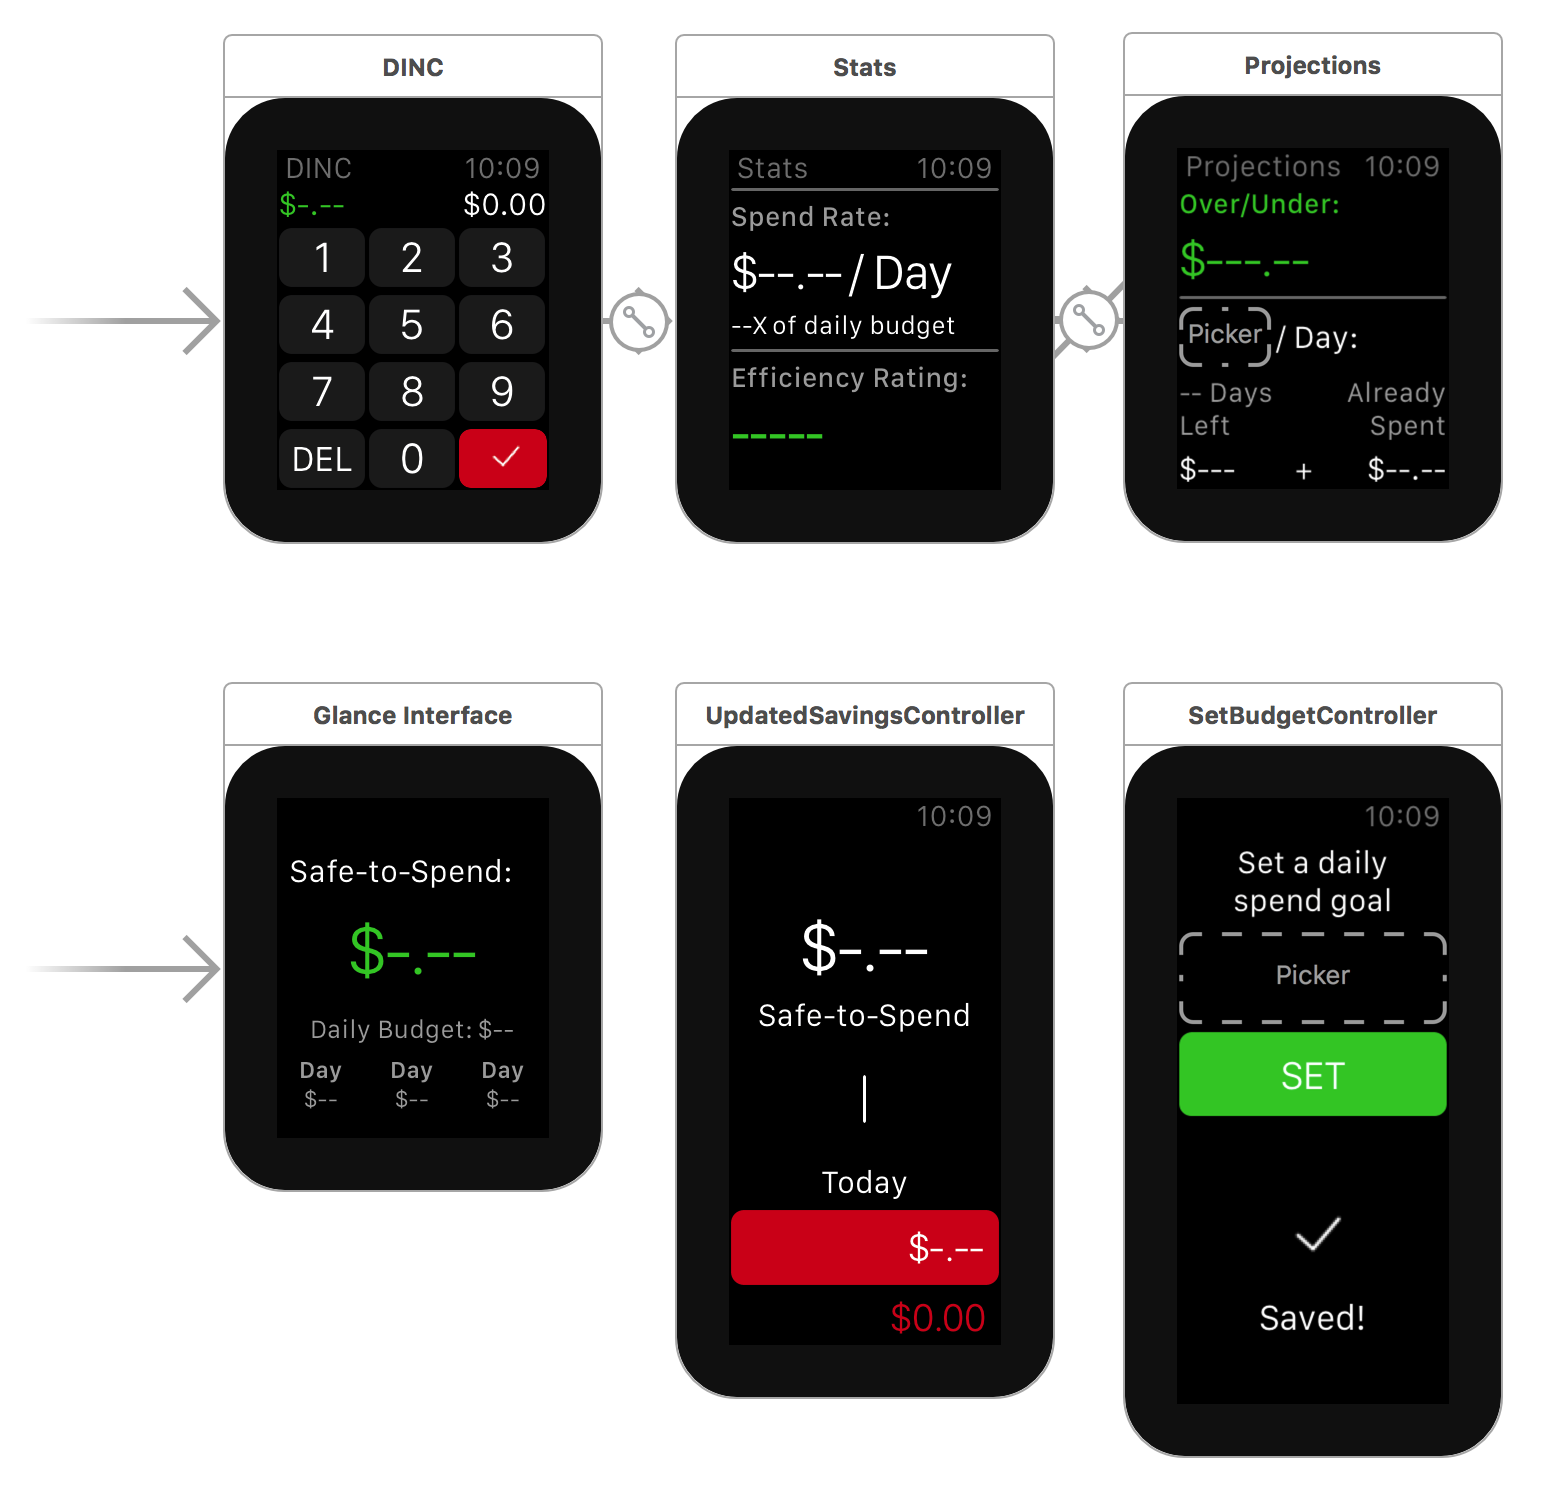 DINC
DINC 10:09
$-.-- $0.00
1 2 3
4 5 6
7 8 9
DEL 0
Stats
Stats 10:09
Spend Rate:
$--.-- / Day
--X of daily budget
Efficiency Rating:
-----
Projections
Projections 10:09
Over/Under:
$---.--
Picker / Day:
-- Days Already
Left Spent
$--- + $--.--
Glance Interface
Safe-to-Spend:
$-.--
Daily Budget: $--
Day Day Day
$-- $-- $--
UpdatedSavingsController
10:09
$-.--
Safe-to-Spend
Today
$-.--
$0.00
SetBudgetController
10:09
Set a daily
spend goal
Picker
SET
Saved!